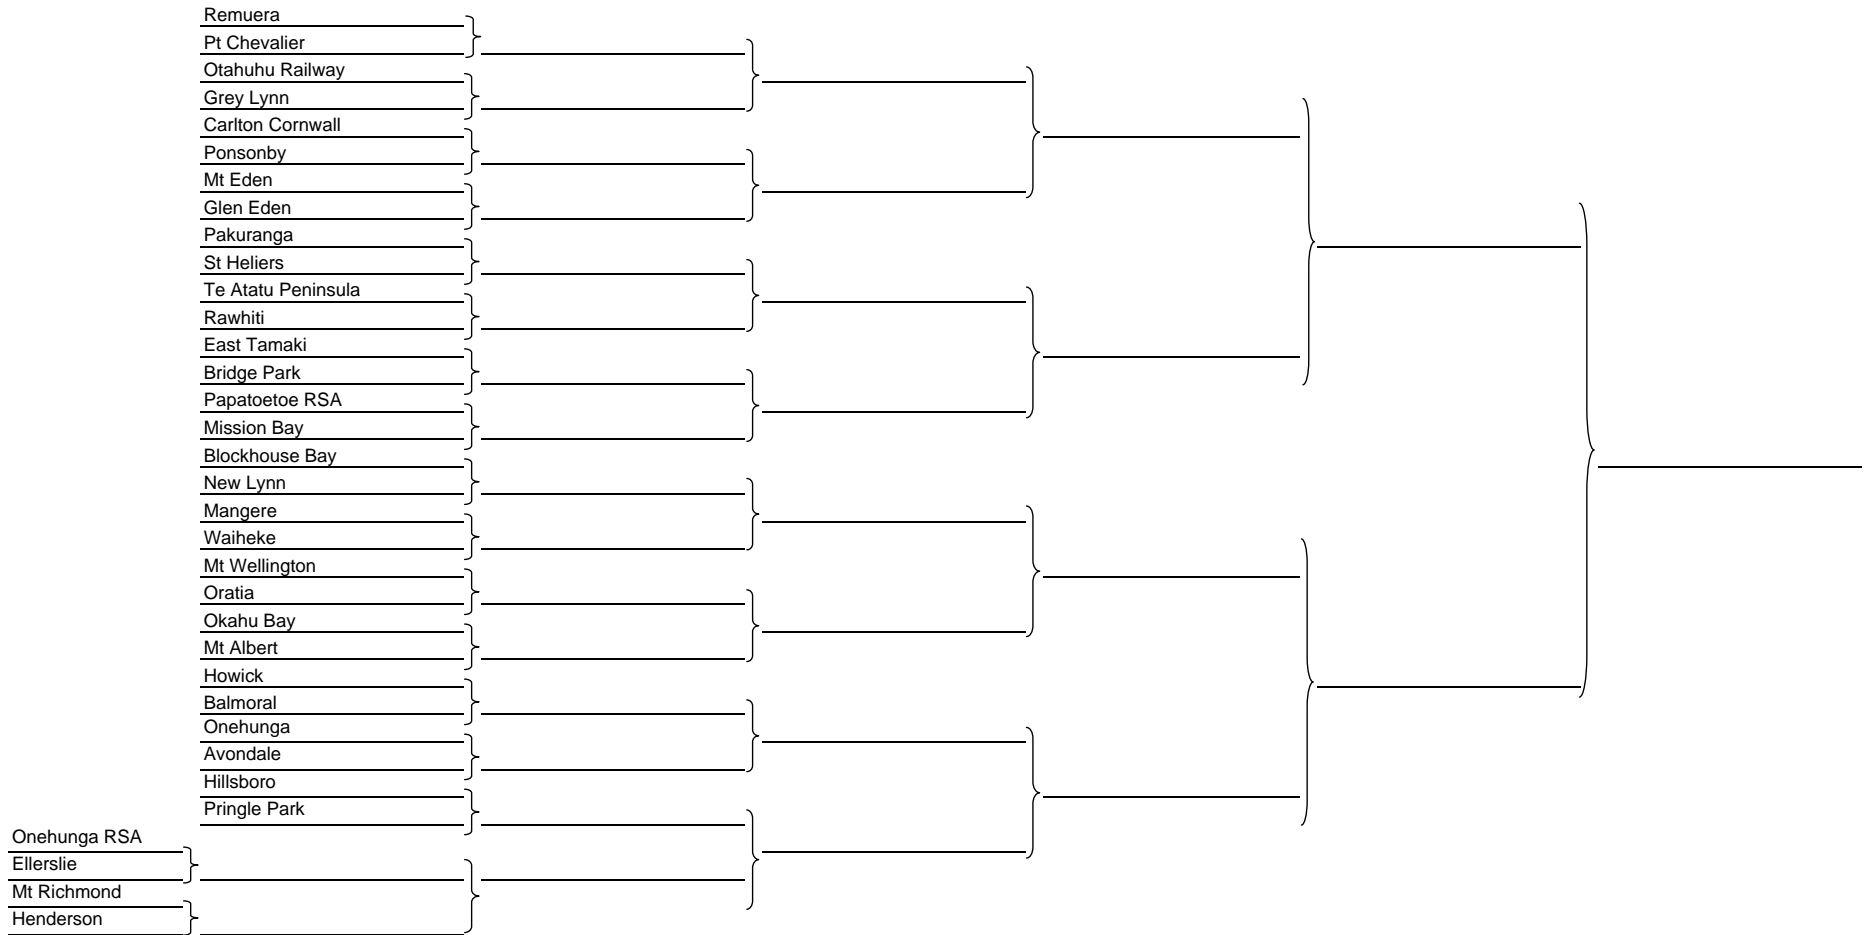 Remuera
Pt Chevalier
Otahuhu Railway
Grey Lynn
Carlton Cornwall
Ponsonby
Mt Eden
Glen Eden
Pakuranga
St Heliers
Te Atatu Peninsula
Rawhiti
East Tamaki
Bridge Park
Papatoetoe RSA
Mission Bay
Blockhouse Bay
New Lynn
Mangere
Waiheke
Mt Wellington
Oratia
Okahu Bay
Mt Albert
Howick
Balmoral
Onehunga
Avondale
Hillsboro
Pringle Park
Onehunga RSA
Ellerslie
Mt Richmond
Henderson